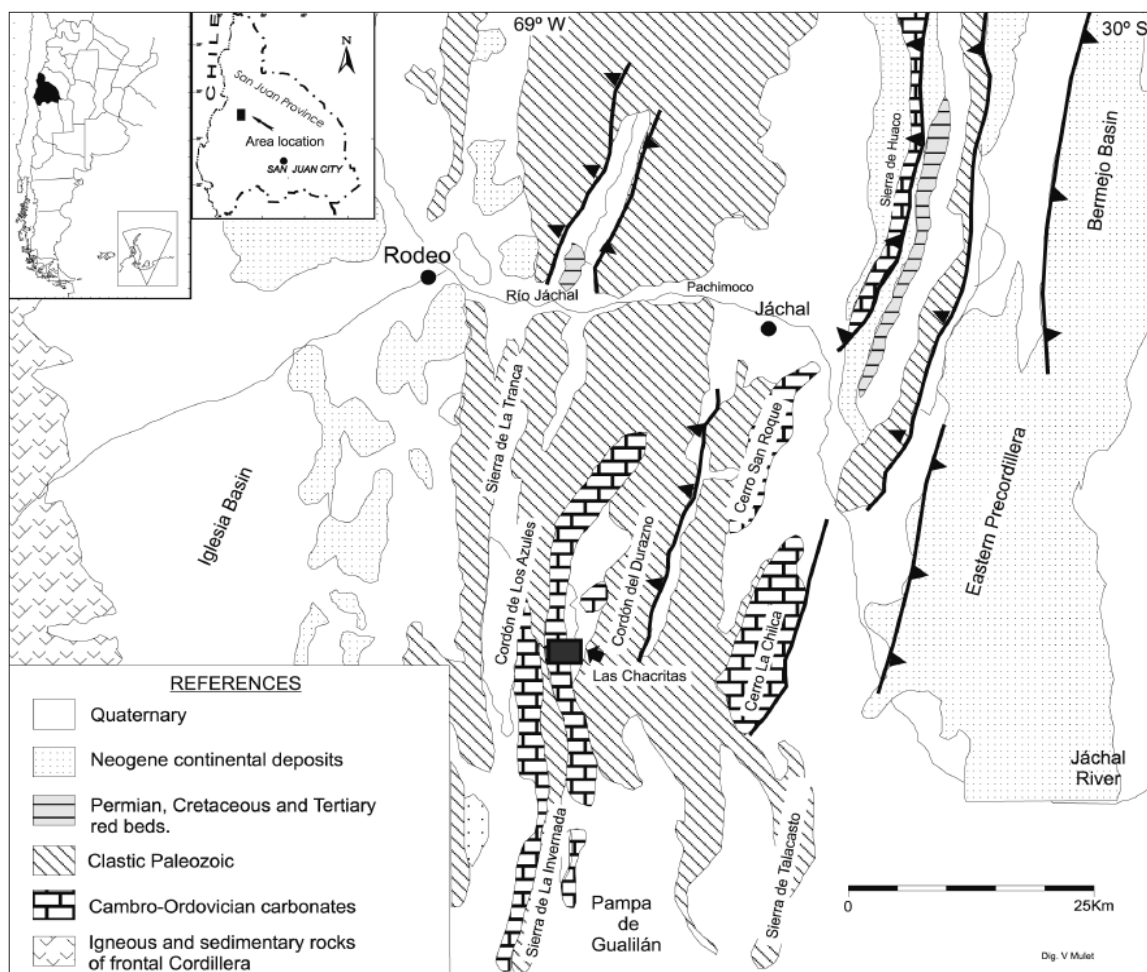 69º W
30º S
CHILE
N
San Juan Province
Area location
SAN JUAN CITY
Sierra de Huaco
Bermejo Basin
Rodeo
Río Jáchal
Pachimoco
Jáchal
Sierra de La Tranca
Cerro San Roque
Iglesia Basin
Cordón de Los Azules
Cordón del Durazno
Eastern Precordillera
Las Chacritas
Cerro La Chilca
REFERENCES
Quaternary
Neogene continental deposits
Permian, Cretaceous and Tertiary
red beds.
Clastic Paleozoic
Cambro-Ordovician carbonates
Igneous and sedimentary rocks
of frontal Cordillera
Sierra de La Invernada
Pampa
de
Gualilán
Sierra de Talacasto
Jáchal
River
0
25Km
Dig. V Mulet